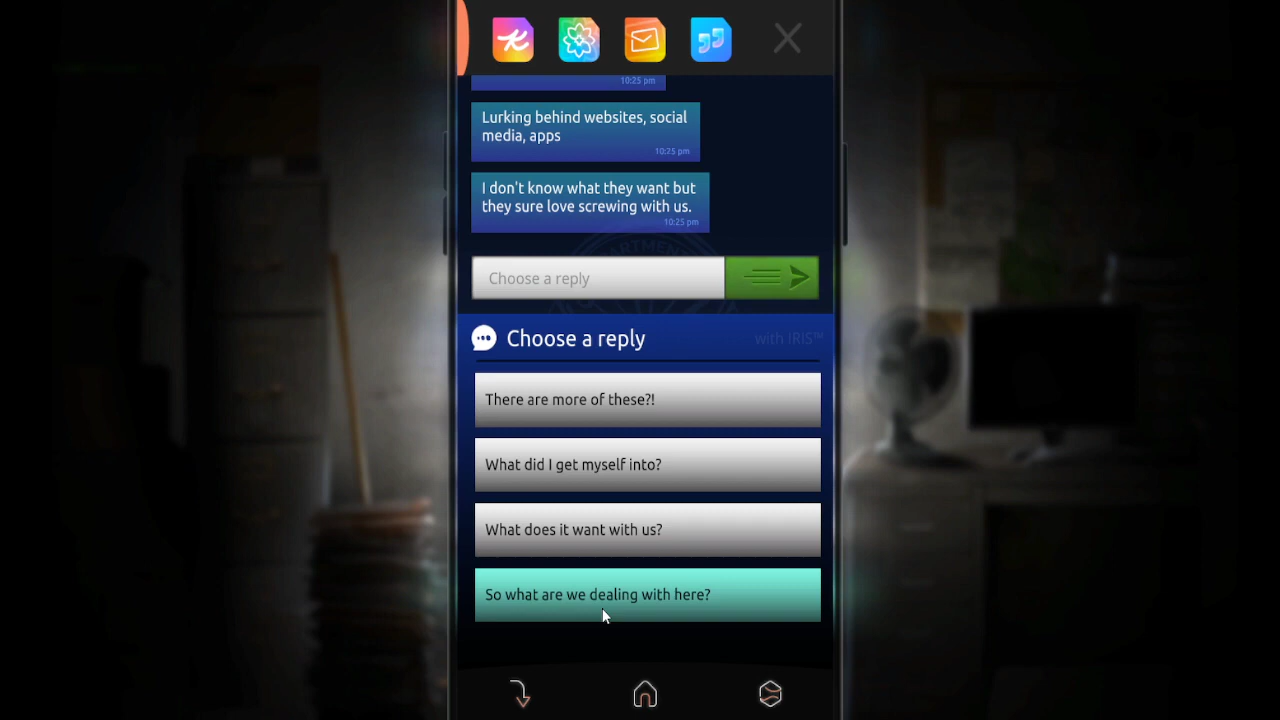 10:25 pm
Lurking behind websites, social
media, apps
10:25 pm
I don't know what they want but
they sure love screwing with us.
10:25 pm
Choose a reply
Choose a reply
with IRIS™
There are more of these?!
What did I get myself into?
What does it want with us?
So what are we dealing with here?